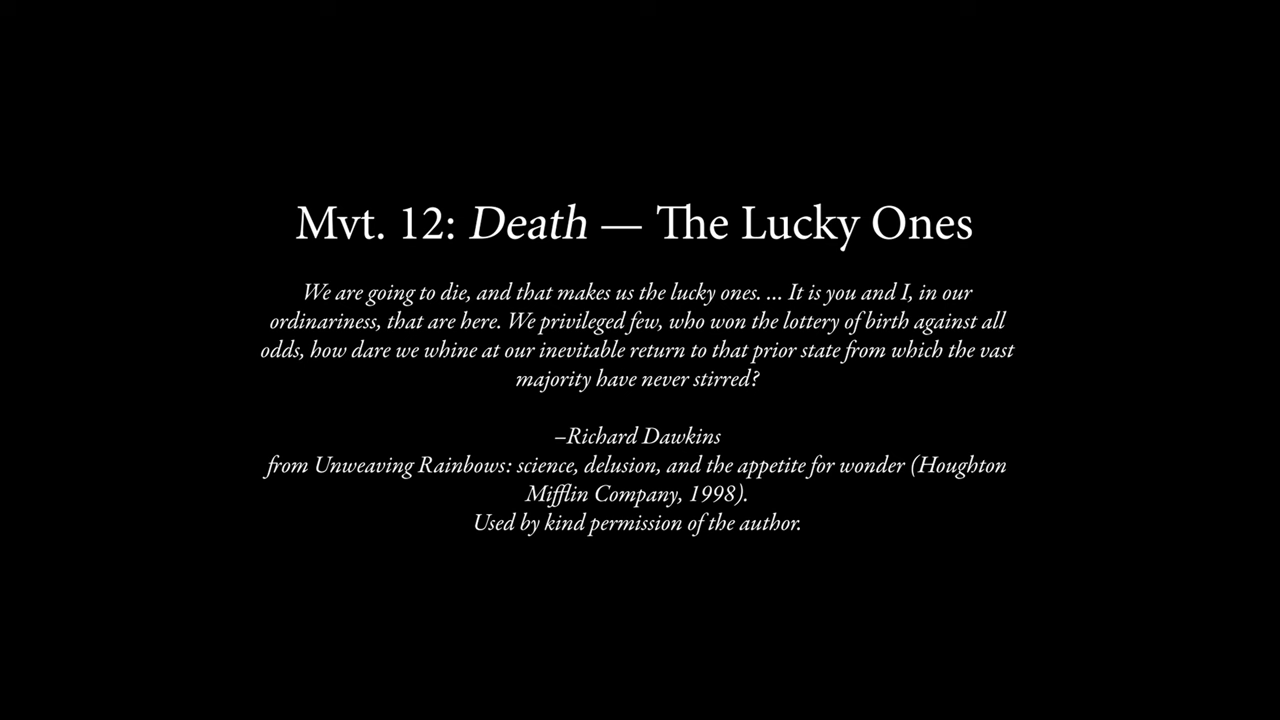 Mvt. 12: Death — The Lucky Ones
We are going to die, and that makes us the lucky ones. ... It is you and I, in our
ordinariness, that are here. We privileged few, who won the lottery of birth against all
odds, how dare we whine at our inevitable return to that prior state from which the vast
majority have never stirred?
–Richard Dawkins
from Unweaving Rainbows: science, delusion, and the appetite for wonder (Houghton
Mifflin Company, 1998).
Used by kind permission of the author.